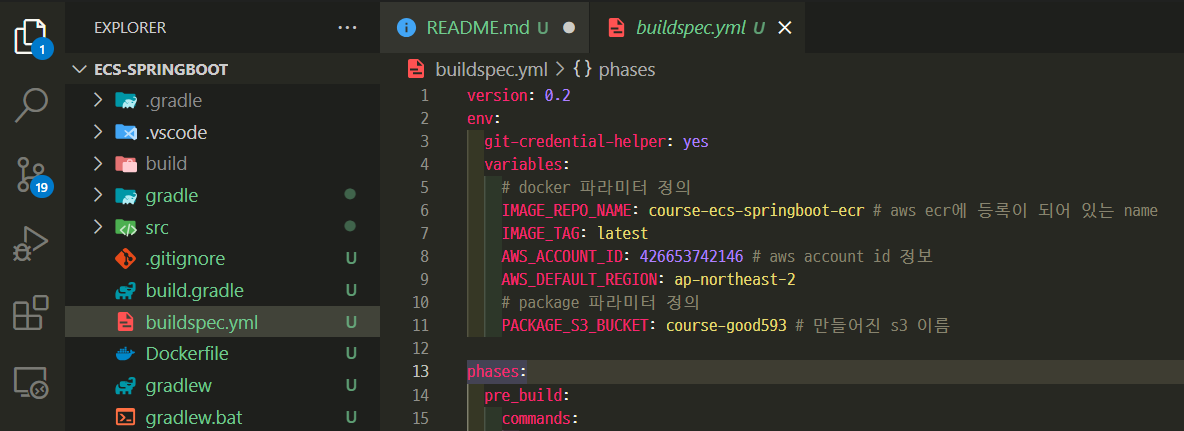 EXPLORER
README.md U
buildspec.yml U
1
ECS-SPRINGBOOT
buildspec.yml > {} phases
.gradle
.vscode
build
gradle
src
.gitignore U
build.gradle U
buildspec.yml U
Dockerfile U
gradlew U
gradlew.bat U
19
1 version: 0.2
2 env:
3 git-credential-helper: yes
4 variables:
5 # docker 파라미터 정의
6 IMAGE_REPO_NAME: course-ecs-springboot-ecr # aws ecr에 등록이 되어 있는 name
7 IMAGE_TAG: latest
8 AWS_ACCOUNT_ID: 426653742146 # aws account id 정보
9 AWS_DEFAULT_REGION: ap-northeast-2
10 # package 파라미터 정의
11 PACKAGE_S3_BUCKET: course-good593 # 만들어진 s3 이름
12
13 phases:
14 pre_build:
15 commands: